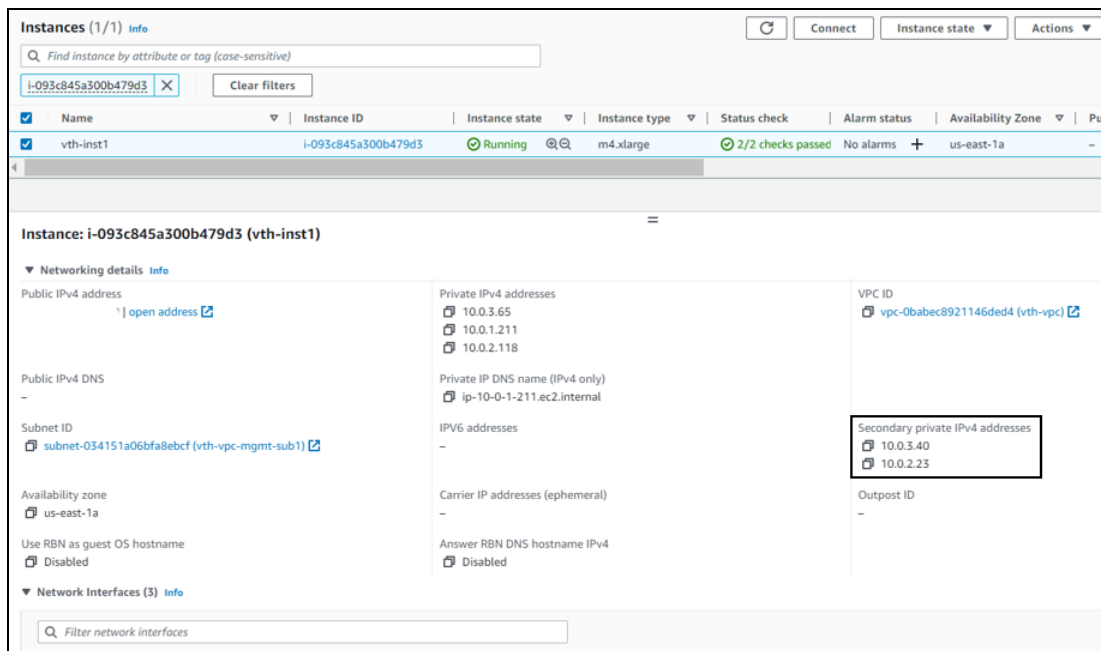 Instances (1/1) Info
Connect
Instance state
Actions
Find instance by attribute or tag (case-sensitive)
i-093c845a300b479d3
Clear filters
Name Instance ID Instance state Instance type Status check Alarm status Availability Zone Pu
vth-inst1 i-093c845a300b479d3 Running m4.xlarge 2/2 checks passed No alarms + us-east-1a –
Instance: i-093c845a300b479d3 (vth-inst1)
Networking details Info
Public IPv4 address
| open address
Private IPv4 addresses
10.0.3.65
10.0.1.211
10.0.2.118
VPC ID
vpc-0babec8921146ded4 (vth-vpc)
Public IPv4 DNS
–
Private IP DNS name (IPv4 only)
ip-10-0-1-211.ec2.internal
Subnet ID
subnet-034151a06bfa8ebcf (vth-vpc-mgmt-sub1)
IPV6 addresses
–
Secondary private IPv4 addresses
10.0.3.40
10.0.2.23
Availability zone
us-east-1a
Carrier IP addresses (ephemeral)
–
Outpost ID
–
Use RBN as guest OS hostname
Disabled
Answer RBN DNS hostname IPv4
Disabled
Network Interfaces (3) Info
Filter network interfaces